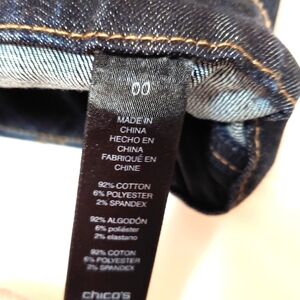 00
MADE IN
CHINA
HECHO EN
CHINA
FABRIQUÉ EN
CHINE
92% COTTON
6% POLYESTER
2% SPANDEX
92% ALGODÓN
6% poliéster
2% elastano
92% COTON
6% POLYESTER
2% SPANDEX
chico's